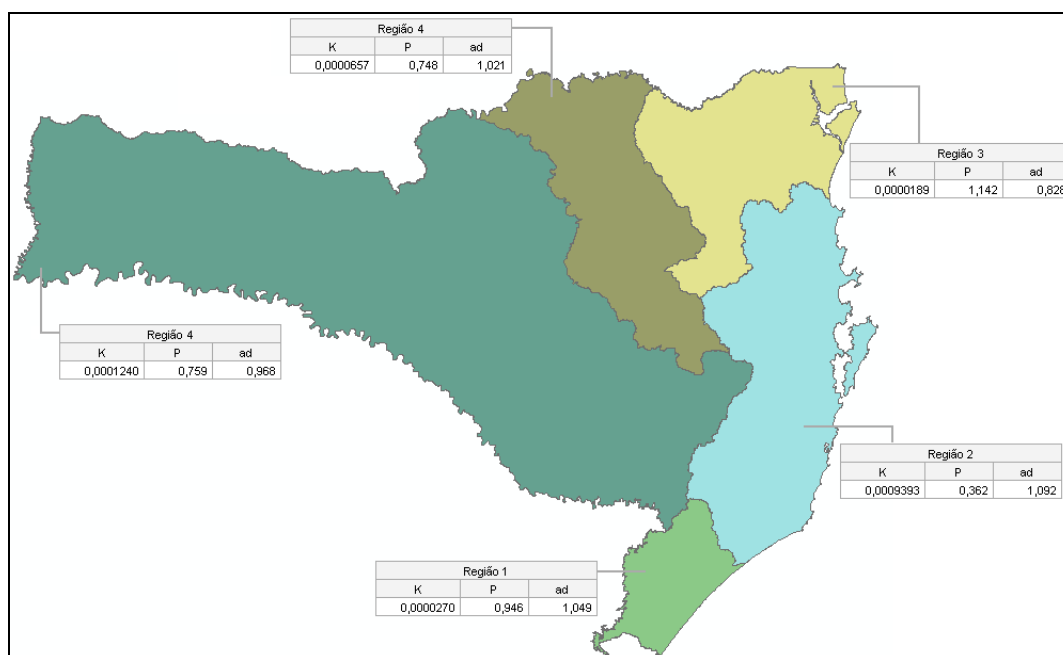 Região 4
K P ad
0,0000657 0,748 1,021
Região 3
K P ad
0,0000189 1,142 0,828
Região 4
K P ad
0,0001240 0,759 0,968
Região 2
K P ad
0,0009393 0,362 1,092
Região 1
K P ad
0,0000270 0,946 1,049